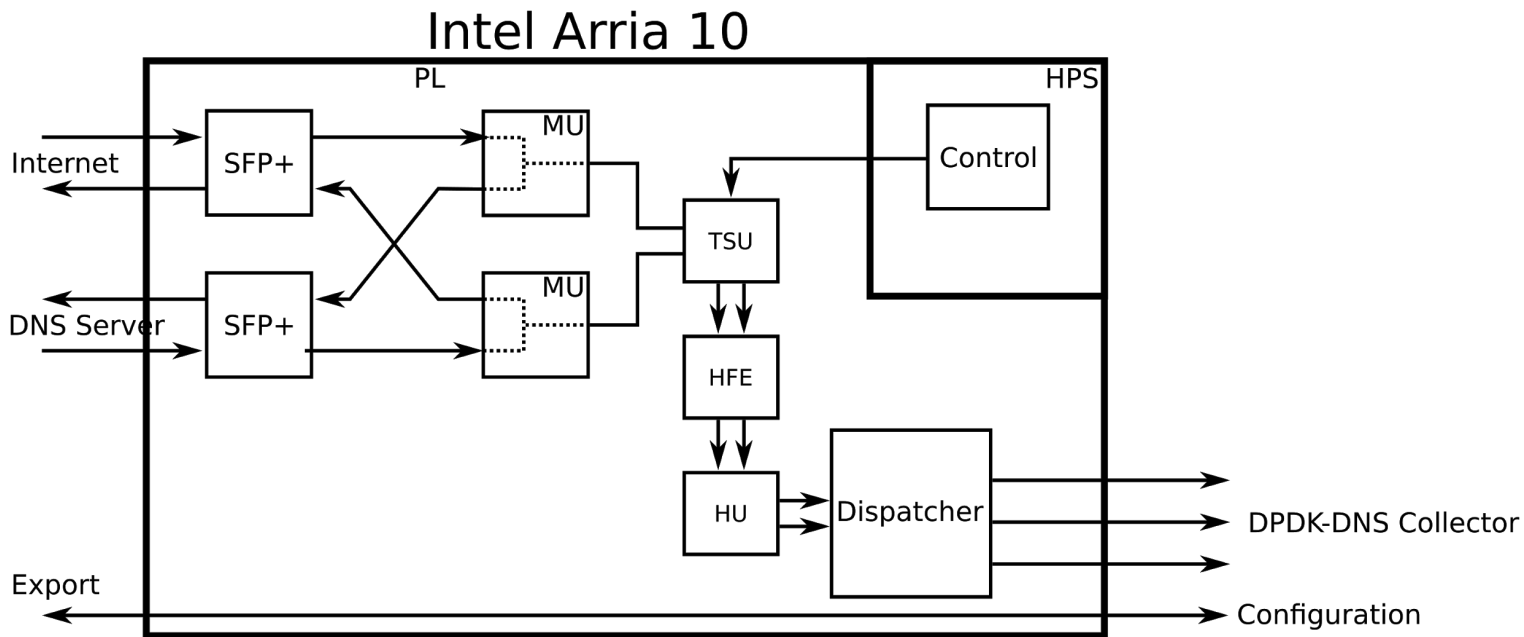 Intel Arria 10
PL
HPS
MU
SFP+
Internet
Control
TSU
MU
SFP+
DNS Server
HFE
HU
Dispatcher
DPDK-DNS Collector
Export
Configuration